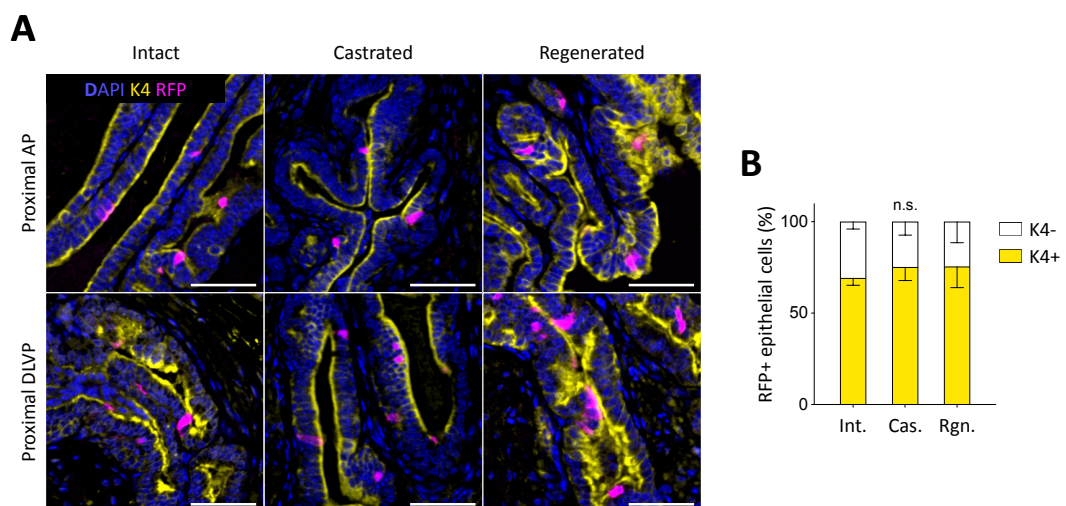 A
Intact Castrated Regenerated
DAPI K4 RFP
Proximal AP
Proximal DLVP
B
RFP+ epithelial cells (%)
n.s.
100
50
0
Int. Cas. Rgn.
K4-
K4+